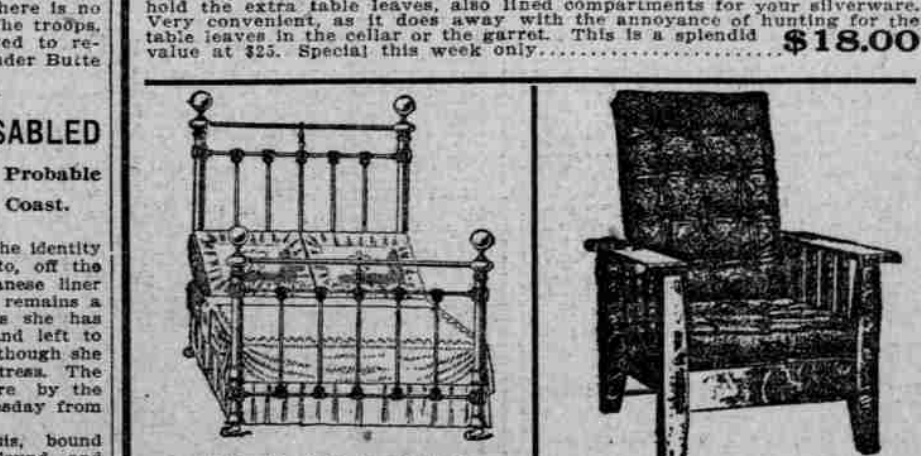 here is no
he troops,
ed to re-
der Butte
SABLED
Probable
Coast.
he identity
to, off the
anese liner
remains a
s she has
nd left to
though she
tress. The
re by the
sday from
uis, bound
hold the extra table leaves, also lined compartments for your silverware.
Very convenient, as it does away with the annoyance of hunting for the
table leaves in the cellar or the garret. This is a splendid
value at $25. Special this week only.................... $18.00